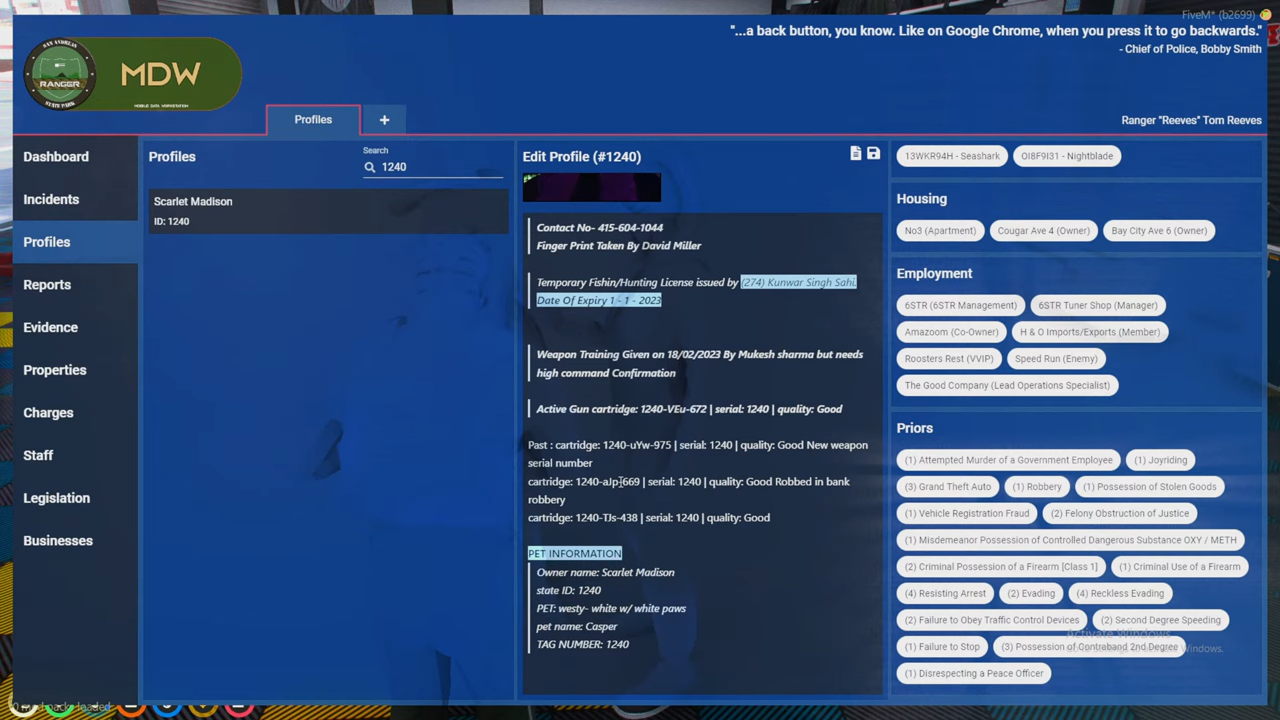 FiveM* (b2699)
"...a back button, you know. Like on Google Chrome, when you press it to go backwards."
- Chief of Police, Bobby Smith
SAN ANDREAS
RANGER
STATE PARK
MDW
MOBILE DATA WORKSTATION
Profiles
+
Ranger "Reeves" Tom Reeves
Dashboard
Incidents
Profiles
Reports
Evidence
Properties
Charges
Staff
Legislation
Businesses
Profiles
Search
1240
Scarlet Madison
ID: 1240
Edit Profile (#1240)
Contact No- 415-604-1044
Finger Print Taken By David Miller
Temporary Fishin/Hunting License issued by (274) Kunwar Singh Sahi.
Date Of Expiry 1 - 1 - 2023
Weapon Training Given on 18/02/2023 By Mukesh sharma but needs
high command Confirmation
Active Gun cartridge: 1240-VEu-672 | serial: 1240 | quality: Good
Past : cartridge: 1240-uYw-975 | serial: 1240 | quality: Good New weapon
serial number
cartridge: 1240-aJp-669 | serial: 1240 | quality: Good Robbed in bank
robbery
cartridge: 1240-TJs-438 | serial: 1240 | quality: Good
PET INFORMATION
Owner name: Scarlet Madison
state ID: 1240
PET: westy- white w/ white paws
pet name: Casper
TAG NUMBER: 1240
13WKR94H - Seashark
OI8F9I31 - Nightblade
Housing
No3 (Apartment)
Cougar Ave 4 (Owner)
Bay City Ave 6 (Owner)
Employment
6STR (6STR Management)
6STR Tuner Shop (Manager)
Amazoom (Co-Owner)
H & O Imports/Exports (Member)
Roosters Rest (VVIP)
Speed Run (Enemy)
The Good Company (Lead Operations Specialist)
Priors
(1) Attempted Murder of a Government Employee
(1) Joyriding
(3) Grand Theft Auto
(1) Robbery
(1) Possession of Stolen Goods
(1) Vehicle Registration Fraud
(2) Felony Obstruction of Justice
(1) Misdemeanor Possession of Controlled Dangerous Substance OXY / METH
(2) Criminal Possession of a Firearm [Class 1]
(1) Criminal Use of a Firearm
(4) Resisting Arrest
(2) Evading
(4) Reckless Evading
(2) Failure to Obey Traffic Control Devices
(2) Second Degree Speeding
(1) Failure to Stop
(3) Possession of Contraband 2nd Degree
(1) Disrespecting a Peace Officer
Activate Windows
Windows.
loaded